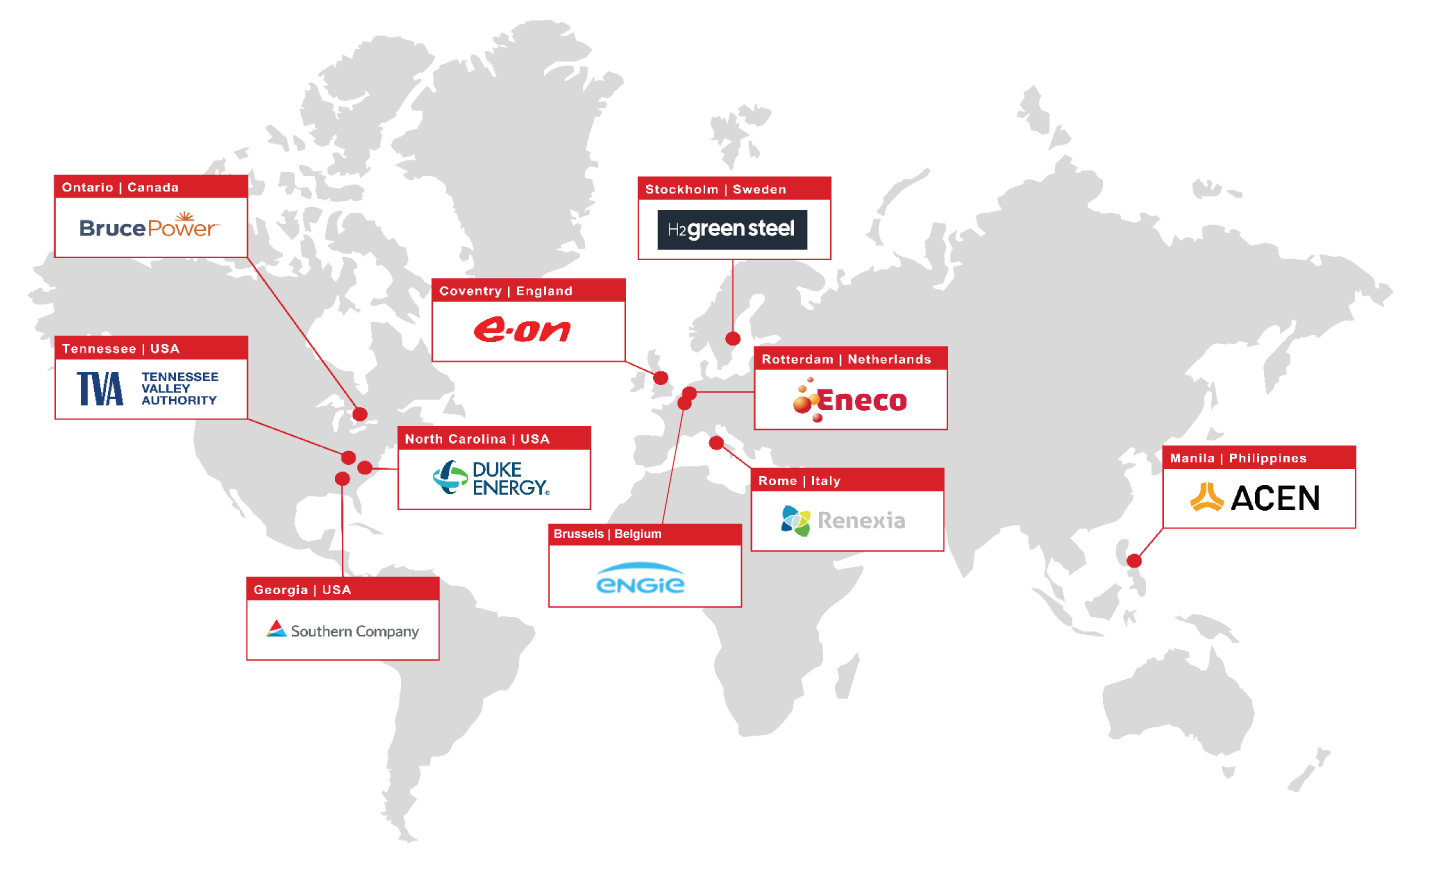 Ontario | Canada
BrucePower
Stockholm | Sweden
H2green steel
Coventry | England
e·on
Tennessee | USA
TVA
TENNESSEE
VALLEY
AUTHORITY
Rotterdam | Netherlands
Eneco
North Carolina | USA
DUKE
ENERGY®
Rome | Italy
Renexia
Manila | Philippines
ACEN
Brussels | Belgium
ENGIE
Georgia | USA
Southern Company